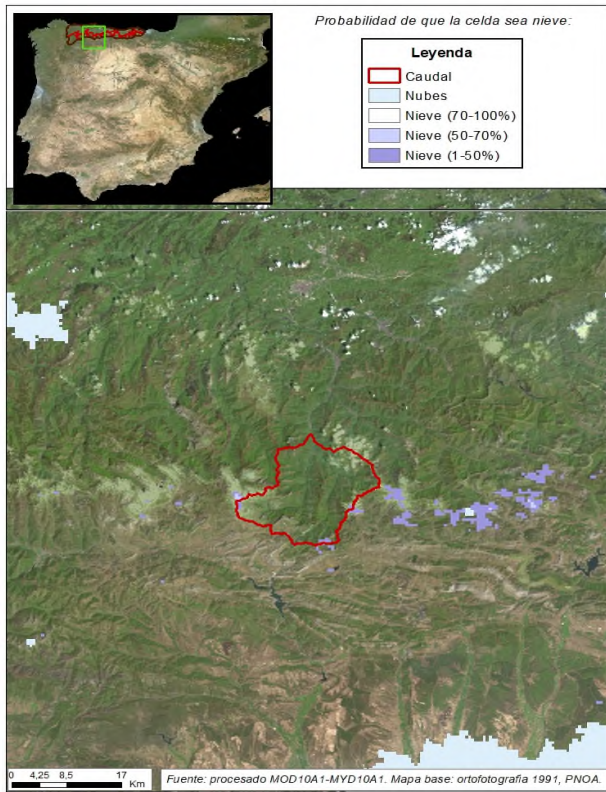 Probabilidad de que la celda sea nieve:
Leyenda
Caudal
Nubes
Nieve (70-100%)
Nieve (50-70%)
Nieve (1-50%)
0 4,25 8,5 17
Km
Fuente: procesado MOD10A1-MYD10A1. Mapa base: ortofotografia 1991, PNOA.